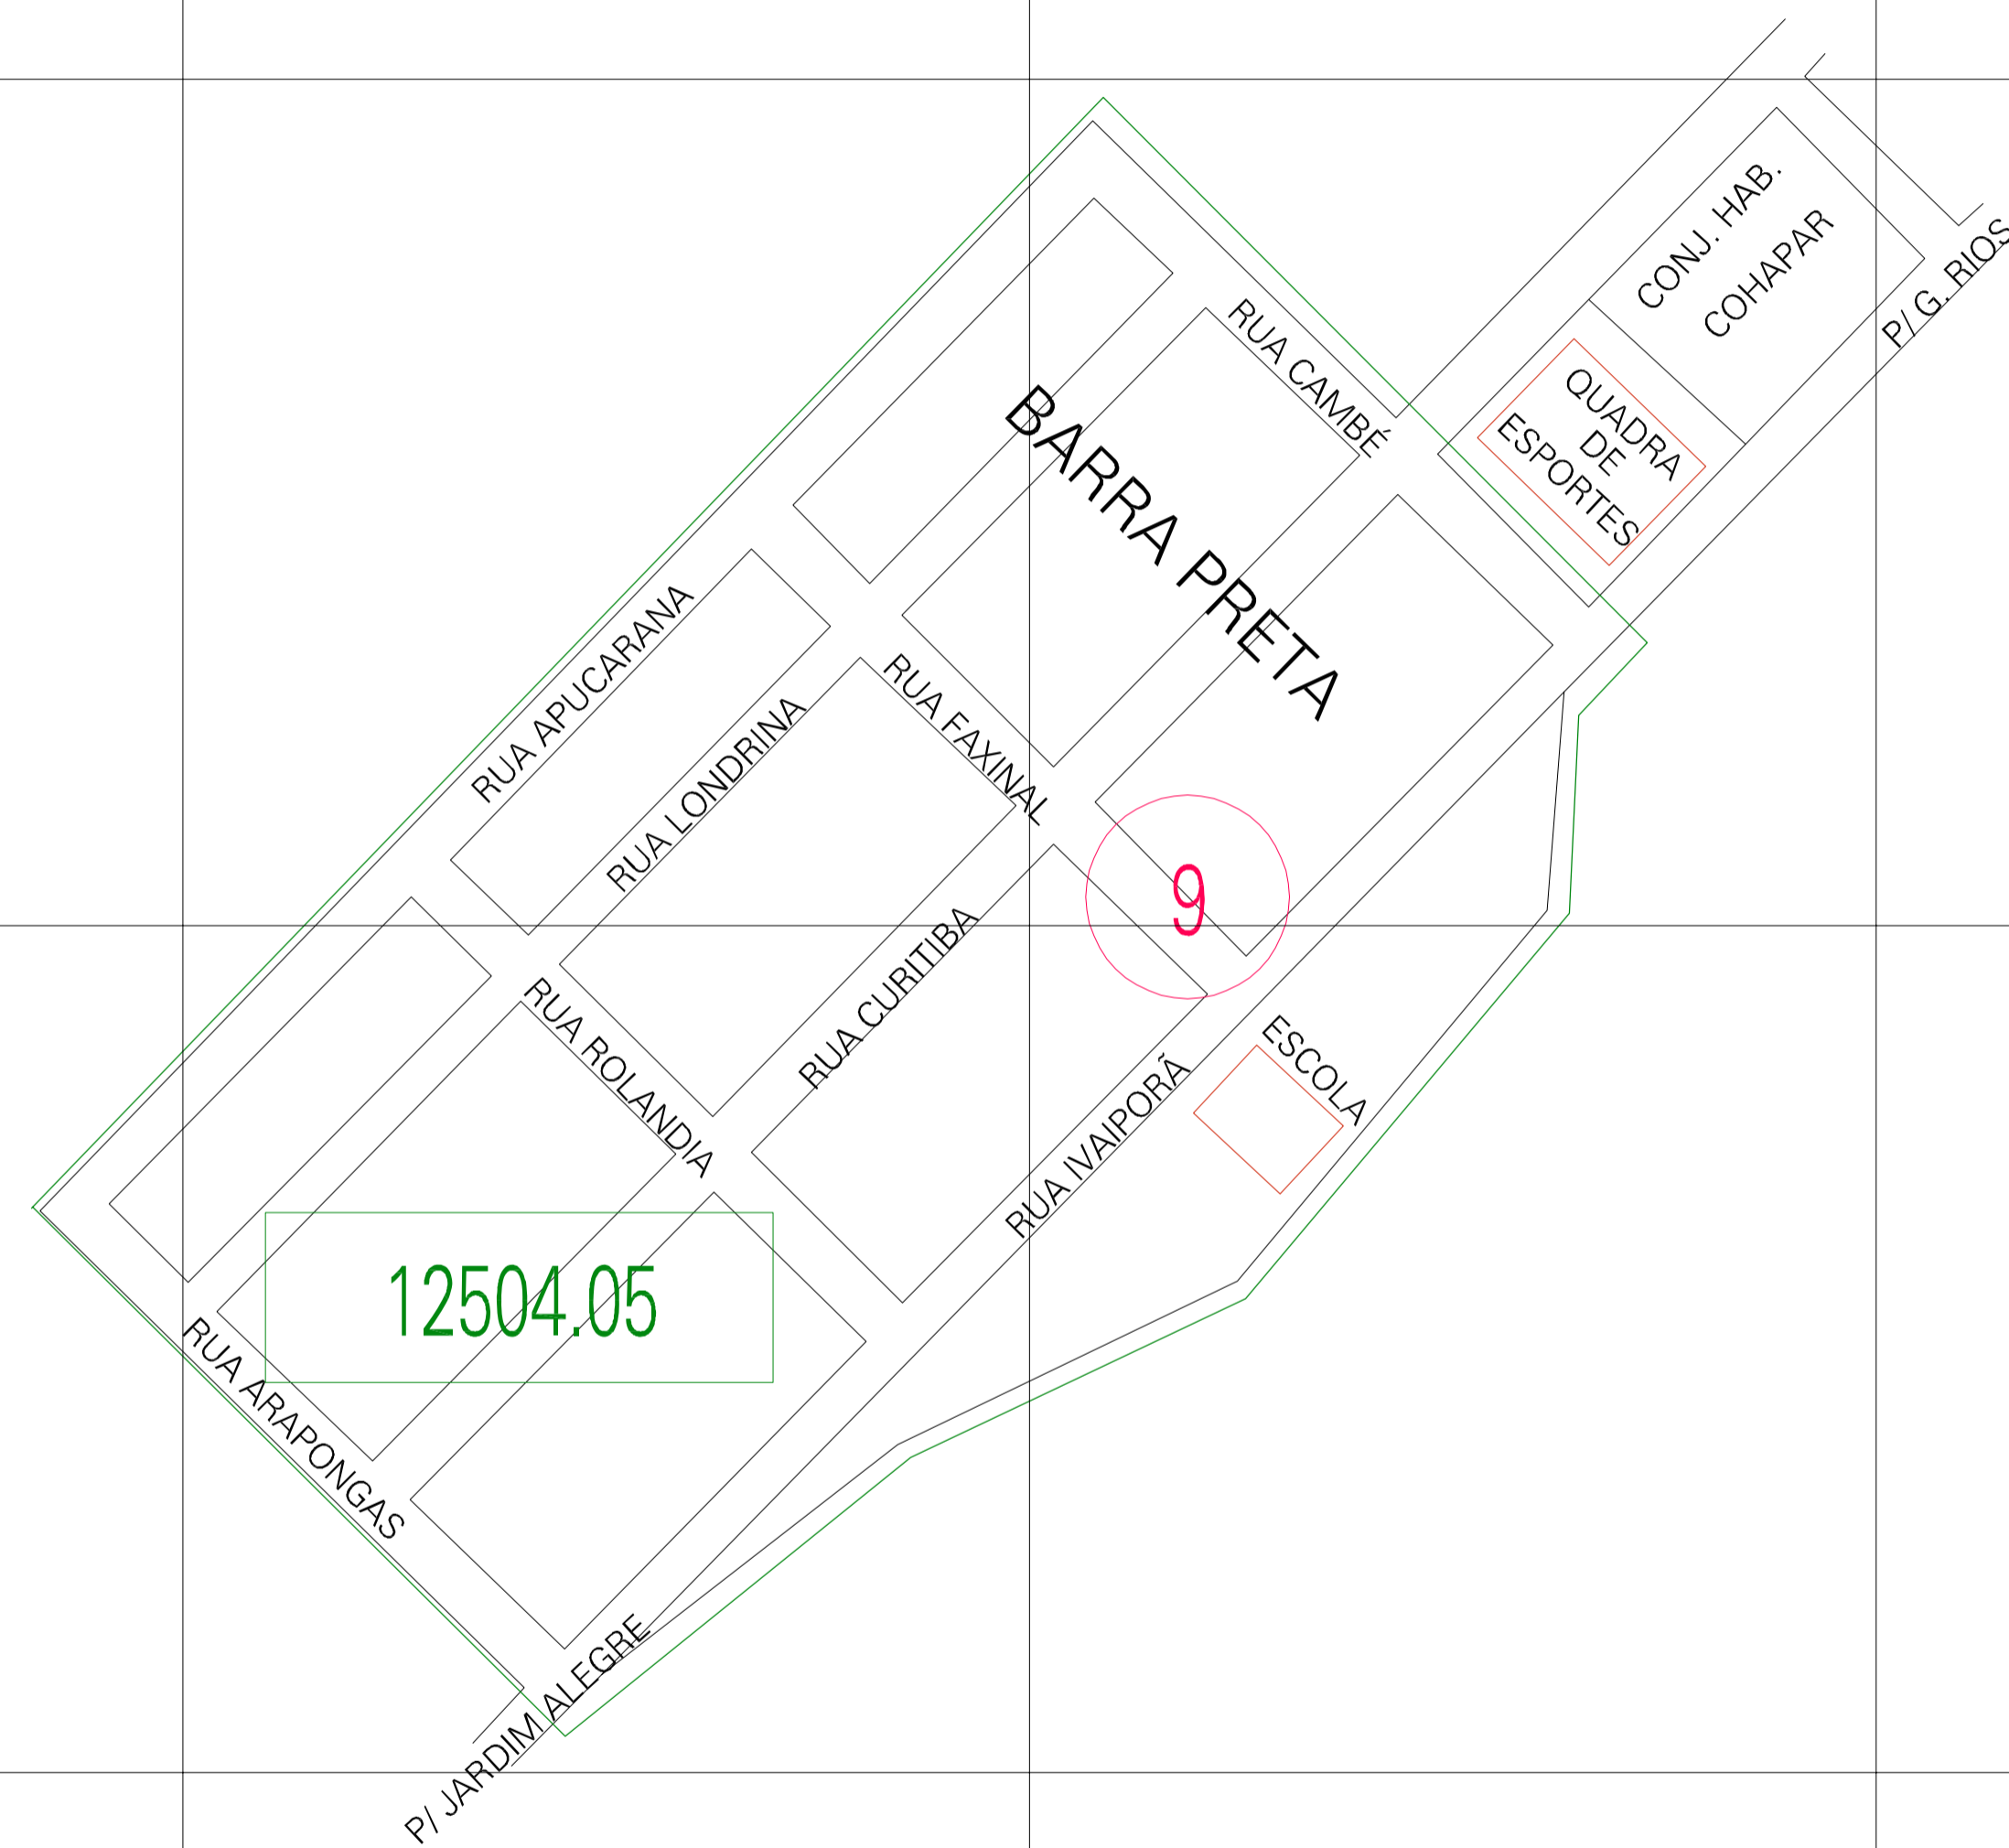 CONJ. HAB.
COHAPAR
P/ G. RIOS
QUADRA
DE
ESPORTES
RUA CAMBÉ
BARRA PRETA
RUA APUCARANA
RUA LONDRINA
RUA FAXINAL
RUA CURITIBA
9
RUA ROLANDIA
RUA IVAIPORÃ
ESCOLA
12504.05
RUA ARAPONGAS
P/ JARDIM ALEGRE